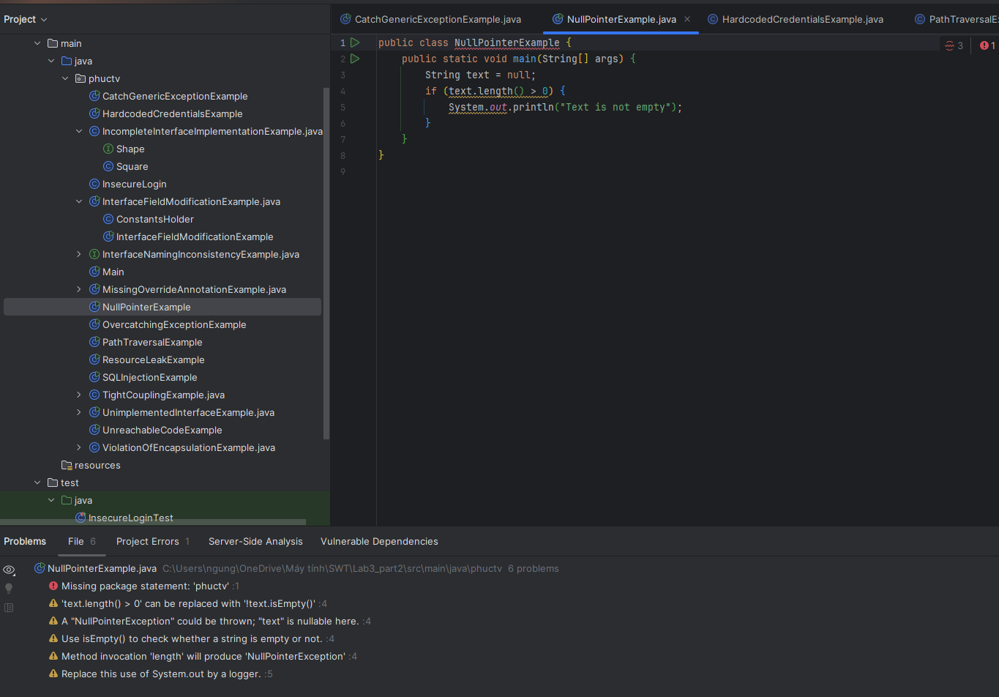 Project
main
java
phuctv
CatchGenericExceptionExample
HardcodedCredentialsExample
IncompleteInterfaceImplementationExample.java
Shape
Square
InsecureLogin
InterfaceFieldModificationExample.java
ConstantsHolder
InterfaceFieldModificationExample
InterfaceNamingInconsistencyExample.java
Main
MissingOverrideAnnotationExample.java
NullPointerExample
OvercatchingExceptionExample
PathTraversalExample
ResourceLeakExample
SQLInjectionExample
TightCouplingExample.java
UnimplementedInterfaceExample.java
UnreachableCodeExample
ViolationOfEncapsulationExample.java
resources
test
java
InsecureLoginTest
CatchGenericExceptionExample.java NullPointerExample.java HardcodedCredentialsExample.java PathTraversalE
3 1
1 public class NullPointerExample {
2 public static void main(String[] args) {
3 String text = null;
4 if (text.length() > 0) {
5 System.out.println("Text is not empty");
6 }
7 }
8 }
9
Problems File 6 Project Errors 1 Server-Side Analysis Vulnerable Dependencies
NullPointerExample.java C:\Users\ngung\OneDrive\Máy tính\SWT\Lab3_part2\src\main\java\phuctv 6 problems
Missing package statement: 'phuctv' :1
'text.length() > 0' can be replaced with '!text.isEmpty()' :4
A "NullPointerException" could be thrown; "text" is nullable here. :4
Use isEmpty() to check whether a string is empty or not. :4
Method invocation 'length' will produce 'NullPointerException' :4
Replace this use of System.out by a logger. :5